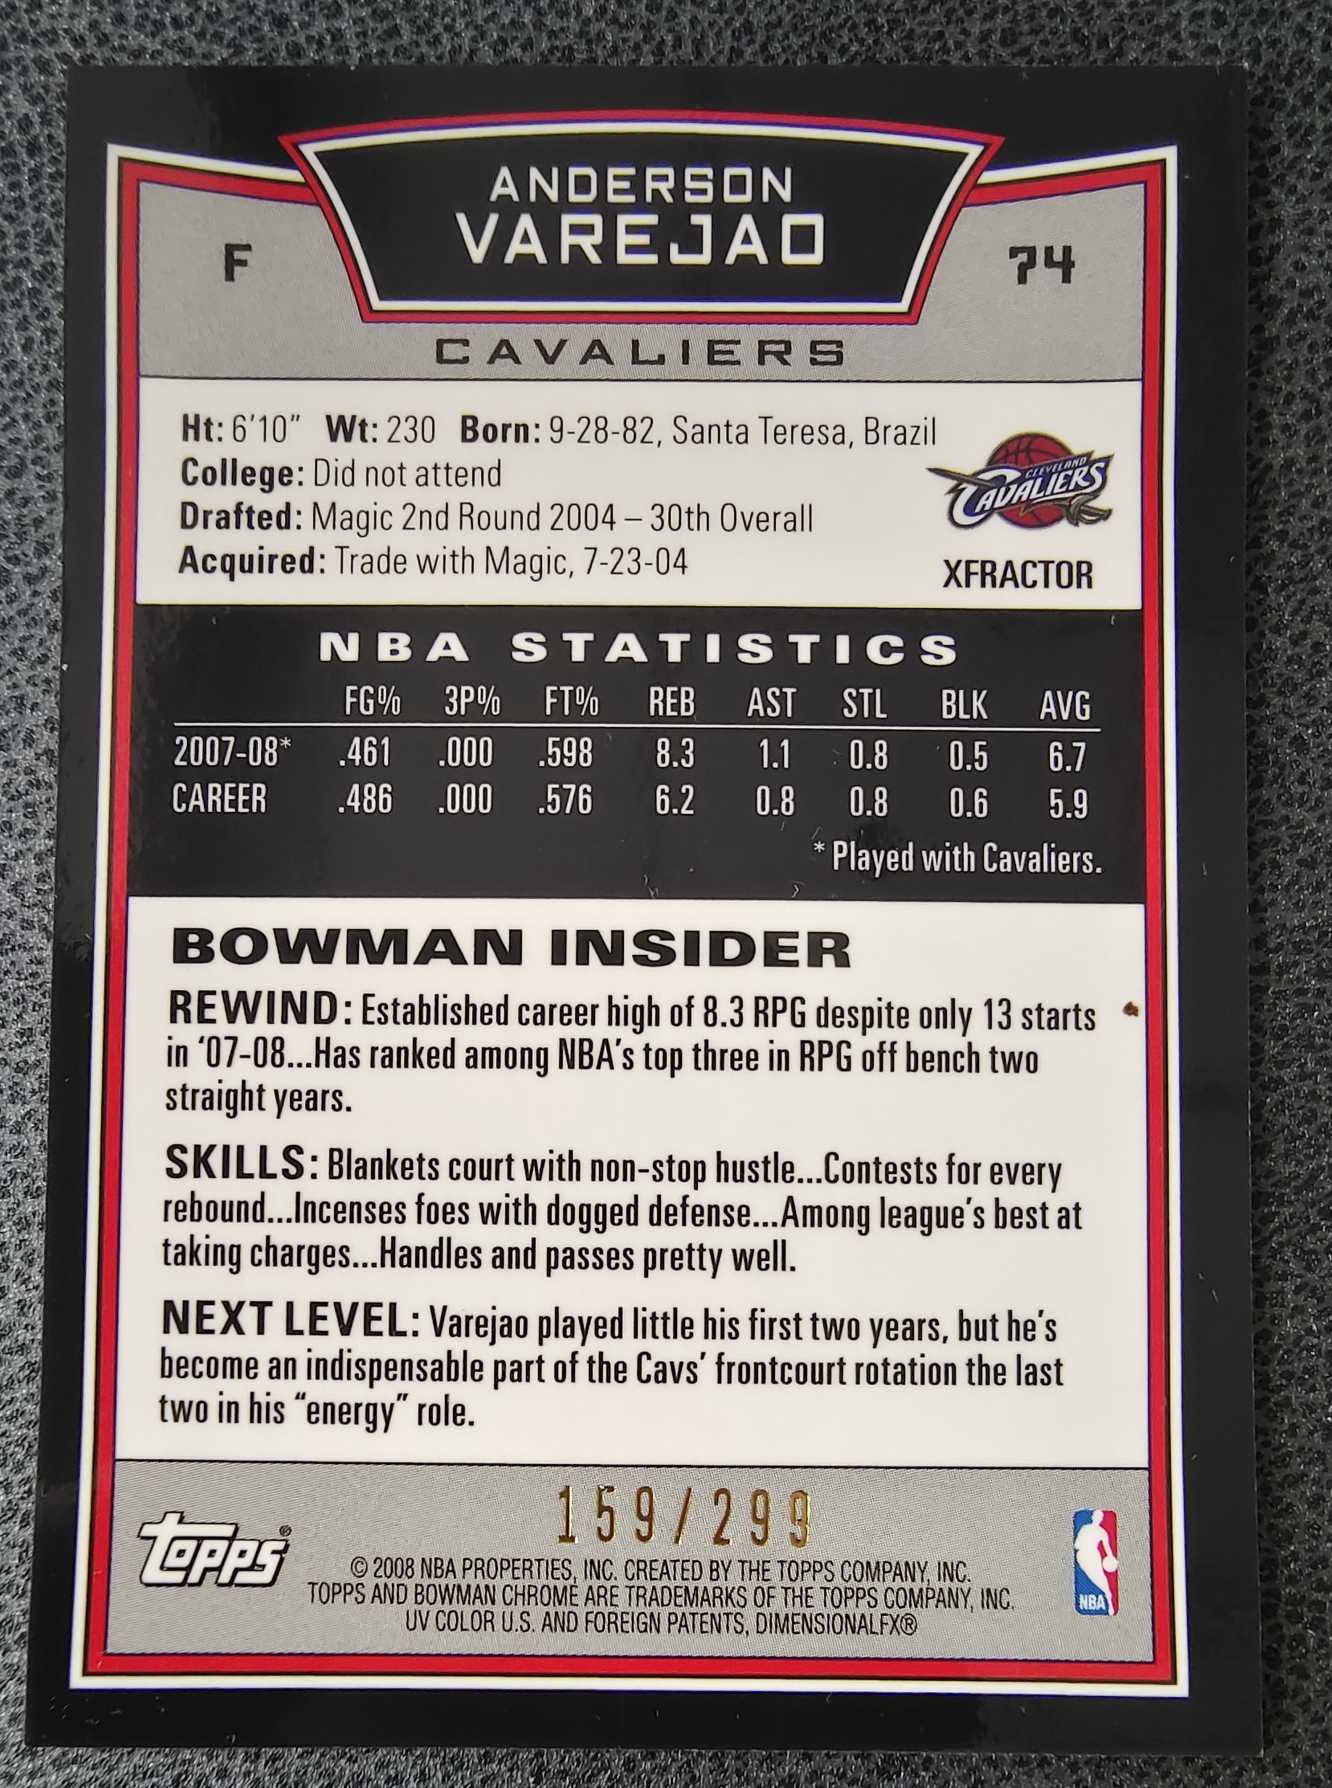 ANDERSON
VAREJAO
F
74
CAVALIERS
Ht: 6'10" Wt: 230 Born: 9-28-82, Santa Teresa, Brazil
College: Did not attend
Drafted: Magic 2nd Round 2004 – 30th Overall
Acquired: Trade with Magic, 7-23-04
CLEVELAND
CAVALIERS
XFRACTOR
NBA STATISTICS
FG% 3P% FT% REB AST STL BLK AVG
2007-08* .461 .000 .598 8.3 1.1 0.8 0.5 6.7
CAREER .486 .000 .576 6.2 0.8 0.8 0.6 5.9
* Played with Cavaliers.
BOWMAN INSIDER
REWIND: Established career high of 8.3 RPG despite only 13 starts
in '07-08...Has ranked among NBA's top three in RPG off bench two
straight years.
SKILLS: Blankets court with non-stop hustle...Contests for every
rebound...Incenses foes with dogged defense...Among league's best at
taking charges...Handles and passes pretty well.
NEXT LEVEL: Varejao played little his first two years, but he's
become an indispensable part of the Cavs' frontcourt rotation the last
two in his "energy" role.
159/299
Topps®
© 2008 NBA PROPERTIES, INC. CREATED BY THE TOPPS COMPANY, INC.
TOPPS AND BOWMAN CHROME ARE TRADEMARKS OF THE TOPPS COMPANY, INC.
UV COLOR U.S. AND FOREIGN PATENTS, DIMENSIONALFX®
NBA